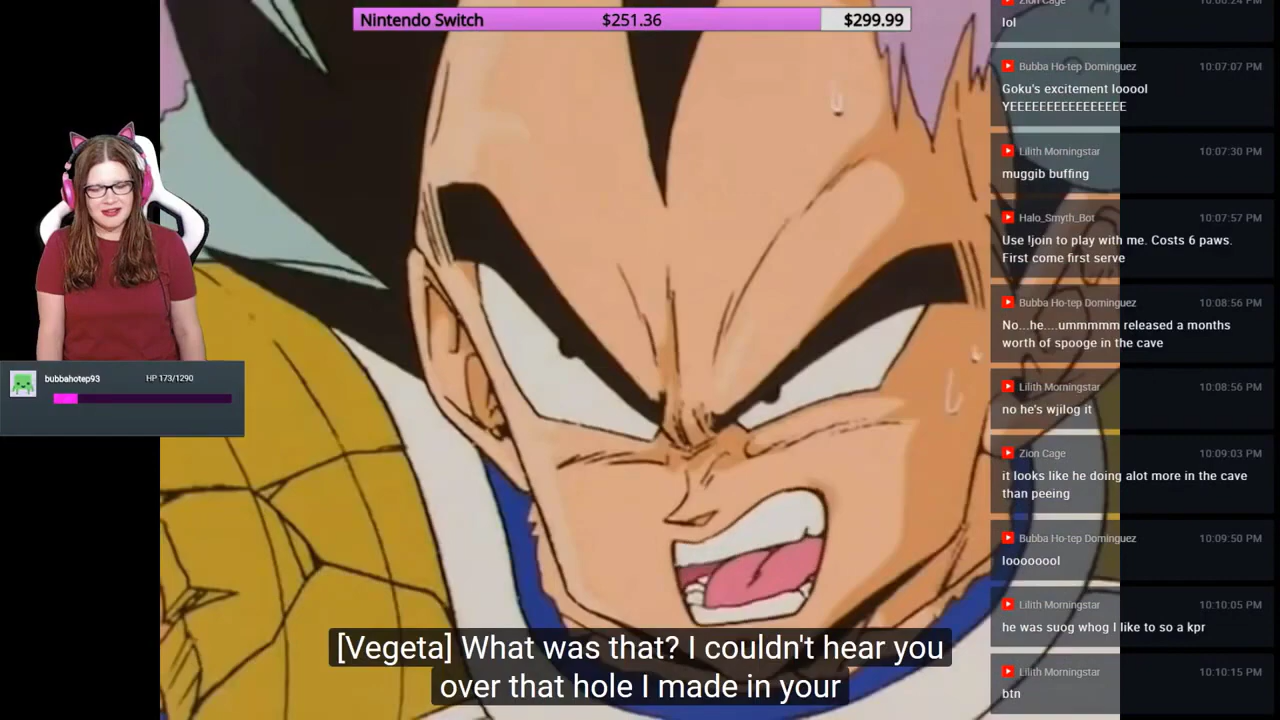 Nintendo Switch $251.36 $299.99
lol
Bubba Ho-tep Dominguez 10:07:07 PM
Goku's excitement looool
YEEEEEEEEEEEEEEEE
Lilith Morningstar 10:07:30 PM
muggib buffing
Halo_Smyth_Bot 10:07:57 PM
Use !join to play with me. Costs 6 paws.
First come first serve
Bubba Ho-tep Dominguez 10:08:56 PM
No...he....ummmmm released a months
worth of spooge in the cave
Lilith Morningstar 10:08:56 PM
no he's wjilog it
Zion Cage 10:09:03 PM
it looks like he doing alot more in the cave
than peeing
Bubba Ho-tep Dominguez 10:09:50 PM
loooooool
Lilith Morningstar 10:10:05 PM
he was suog whog I like to so a kpr
Lilith Morningstar 10:10:15 PM
btn
bubbahotep93 HP 173/1290
[Vegeta] What was that? I couldn't hear you
over that hole I made in your